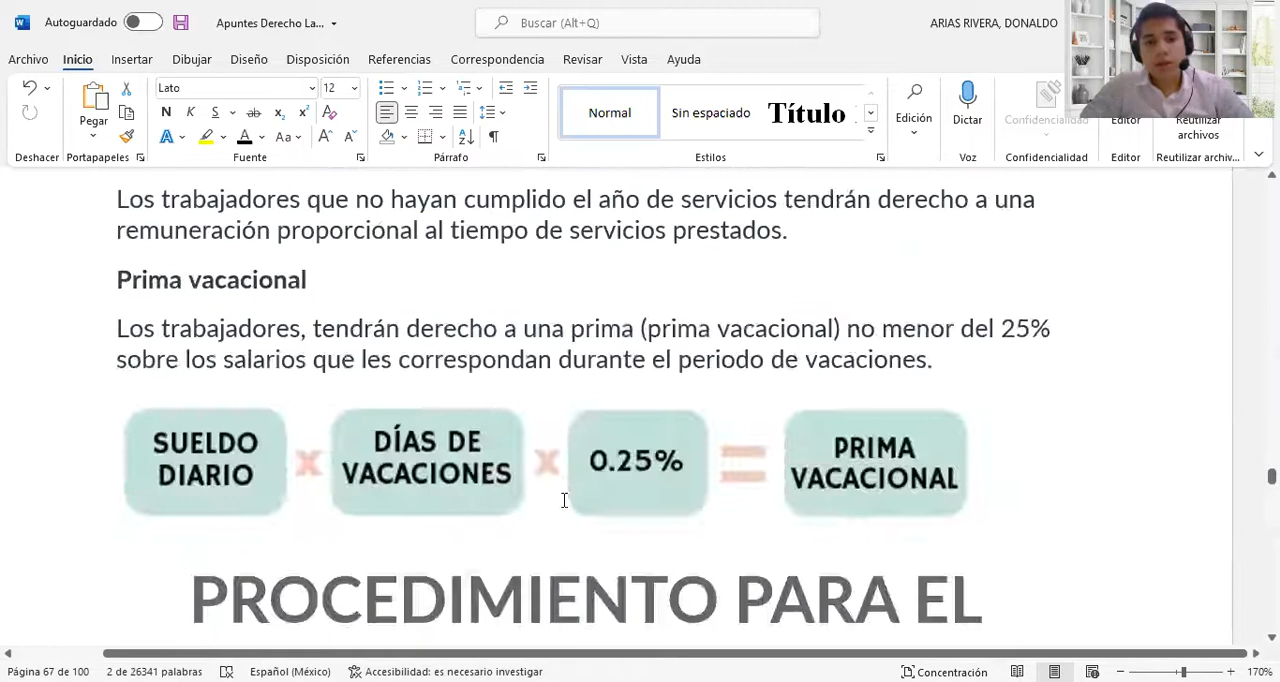 Autoguardado
Apuntes Derecho La...
Buscar (Alt+Q)
ARIAS RIVERA, DONALDO
Archivo Inicio Insertar Dibujar Diseño Disposición Referencias Correspondencia Revisar Vista Ayuda
Lato 12
Normal Sin espaciado Título
Pegar
Edición
Dictar
Confidencialidad
Editor
Reutilizar
archivos
Deshacer Portapapeles Fuente Párrafo Estilos Voz Confidencialidad Editor Reutilizar archiv...
Los trabajadores que no hayan cumplido el año de servicios tendrán derecho a una
remuneración proporcional al tiempo de servicios prestados.
Prima vacacional
Los trabajadores, tendrán derecho a una prima (prima vacacional) no menor del 25%
sobre los salarios que les correspondan durante el periodo de vacaciones.
SUELDO
DIARIO
x
DÍAS DE
VACACIONES
x
0.25%
=
PRIMA
VACACIONAL
PROCEDIMIENTO PARA EL
Página 67 de 100 2 de 26341 palabras Español (México) Accesibilidad: es necesario investigar Concentración 170%